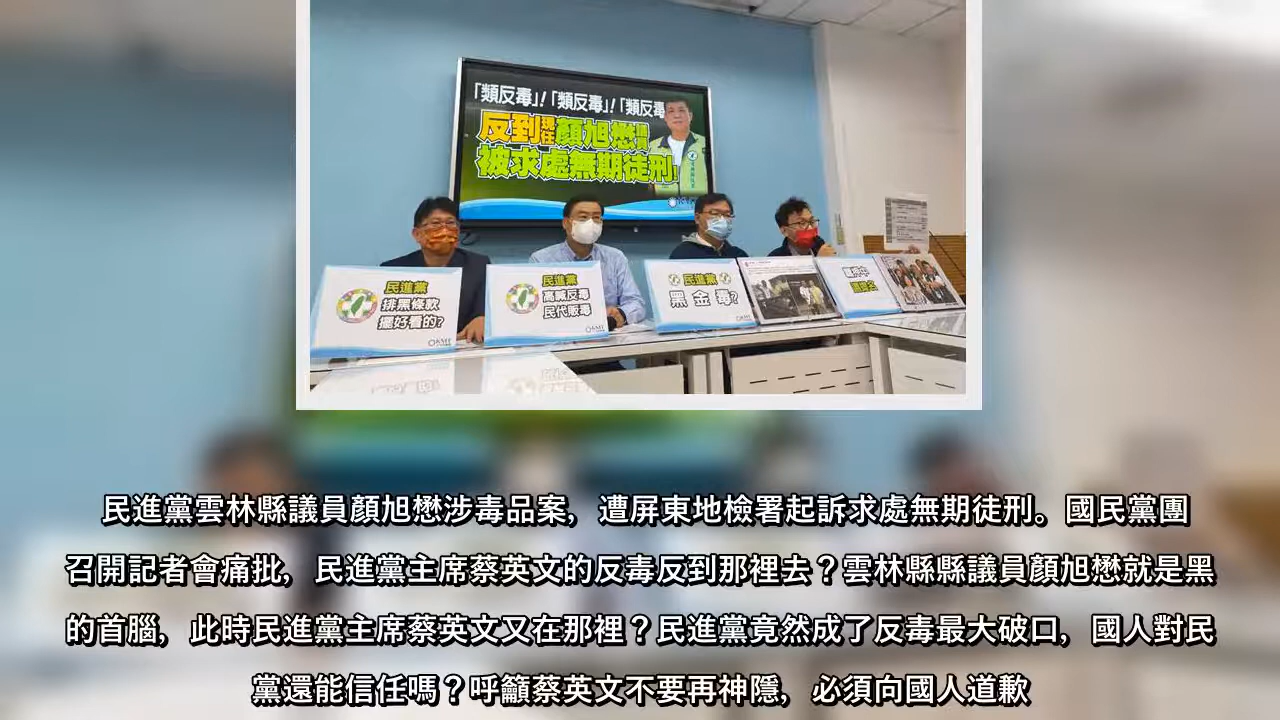 「類反毒」!「類反毒」!「類反毒
反到現任顏旭懋議員
被求處無期徒刑!
民進黨
排黑條款
擺好看的?
民進黨
高喊反毒
民代販毒
民進黨
黑金毒?
民進黨雲林縣議員顏旭懋涉毒品案，遭屏東地檢署起訴求處無期徒刑。國民黨團
召開記者會痛批，民進黨主席蔡英文的反毒反到那裡去？雲林縣縣議員顏旭懋就是黑
的首腦，此時民進黨主席蔡英文又在那裡？民進黨竟然成了反毒最大破口，國人對民
黨還能信任嗎？呼籲蔡英文不要再神隱，必須向國人道歉